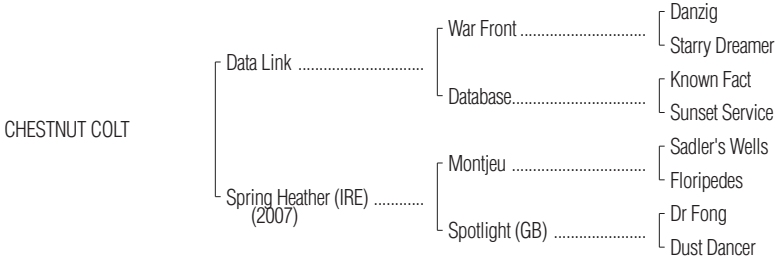 Danzig
War Front ..............................
Starry Dreamer
Data Link ..............................
Known Fact
Database................................
Sunset Service
CHESTNUT COLT
Sadler's Wells
Montjeu ................................
Floripedes
Spring Heather (IRE) ............
(2007)
Dr Fong
Spotlight (GB) ......................
Dust Dancer